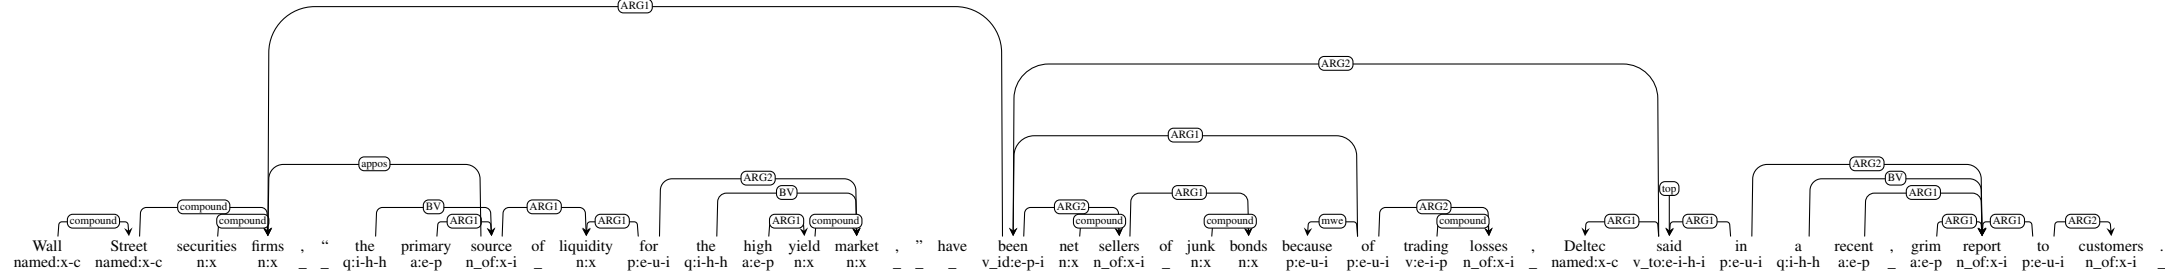 ARG1
ARG2
ARG1
appos ARG2
ARG2 BV
BV ARG1 top
compound BV ARG1 ARG2 ARG1 ARG2
compound compound ARG1 ARG1 ARG1 compound compound compound mwe compound ARG1 ARG1 ARG1 ARG1 ARG2
Wall Street securities firms , “ the primary source of liquidity for the high yield market , ” have been net sellers of junk bonds because of trading losses , Deltec said in a recent , grim report to customers .
named:x-c named:x-c n:x n:x _ _ q:i-h-h a:e-p n_of:x-i _ n:x p:e-u-i q:i-h-h a:e-p n:x n:x _ _ _ v_id:e-p-i n:x n_of:x-i _ n:x n:x p:e-u-i p:e-u-i v:e-i-p n_of:x-i _ named:x-c v_to:e-i-h-i p:e-u-i q:i-h-h a:e-p _ a:e-p n_of:x-i p:e-u-i n_of:x-i _